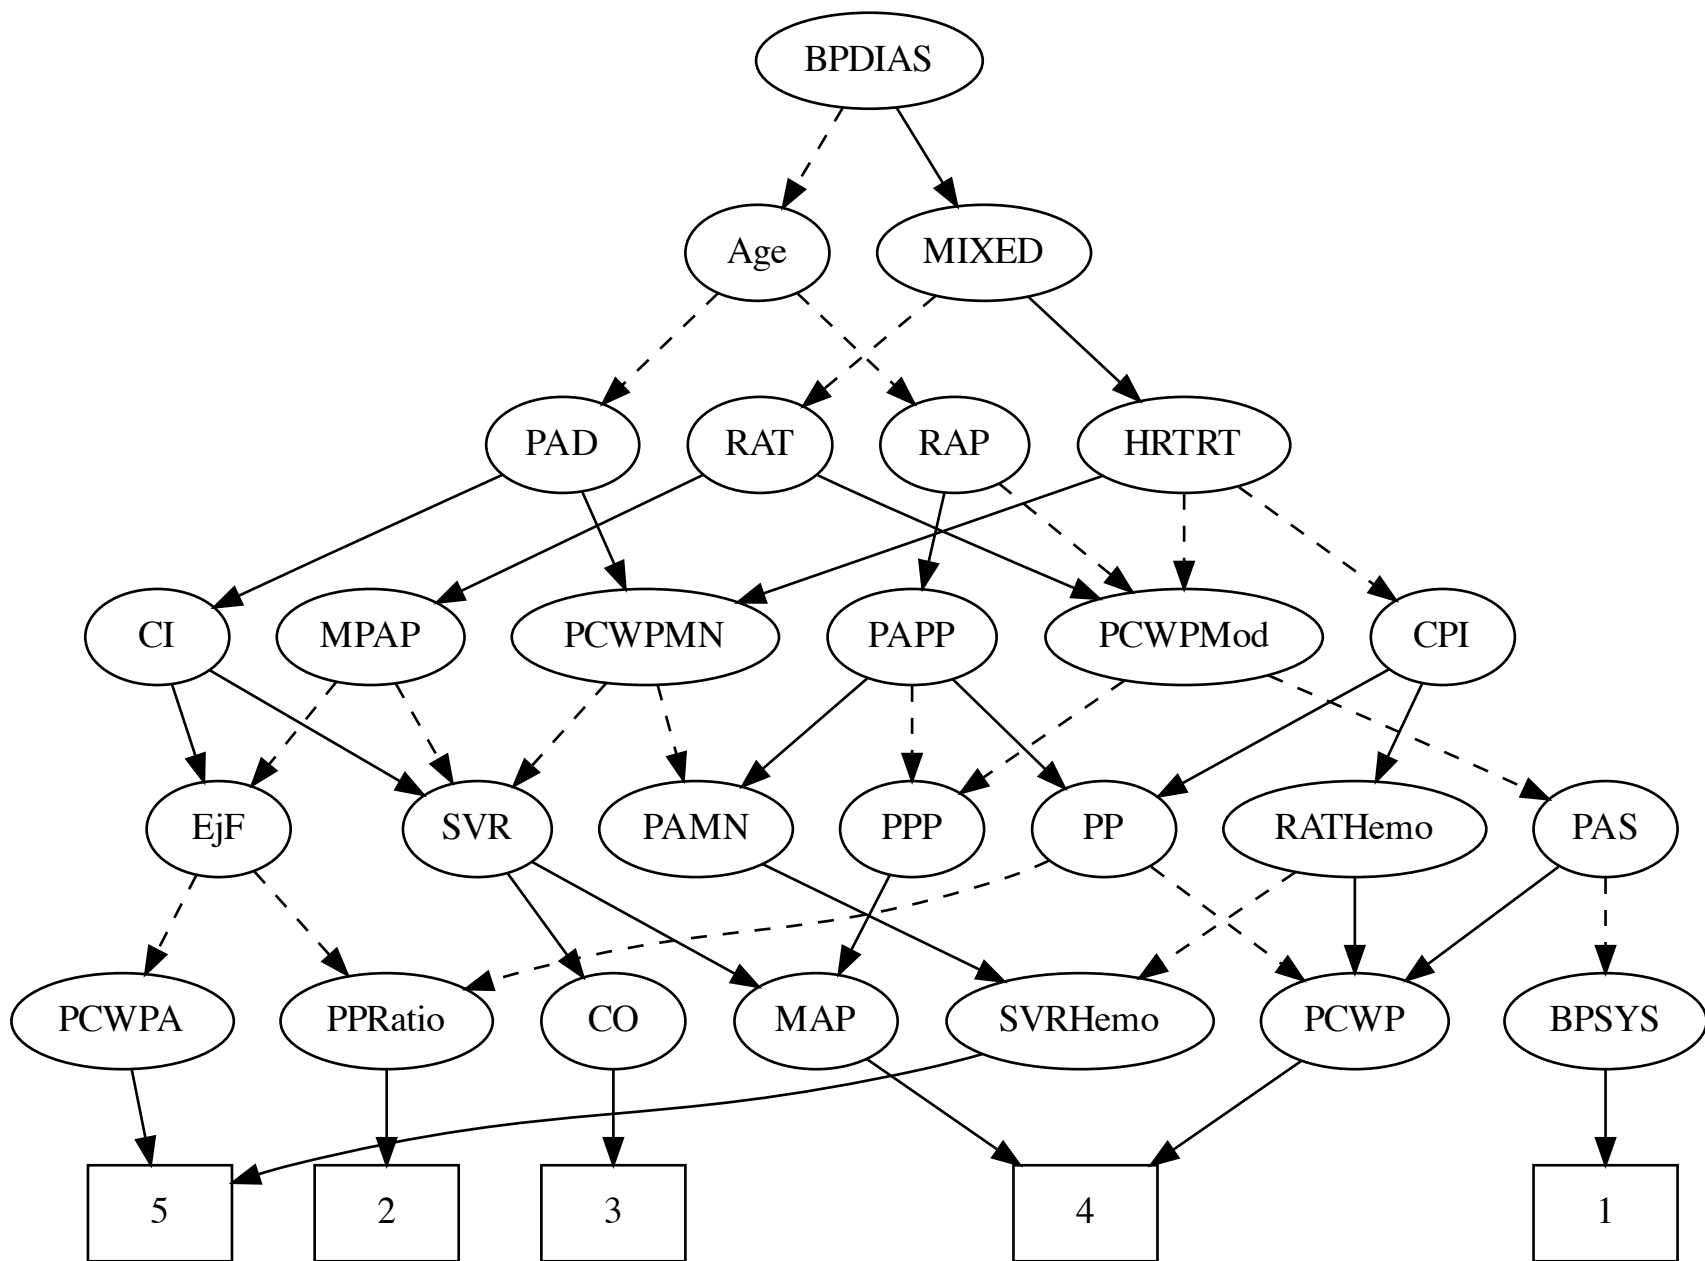 BPDIAS
Age
MIXED
PAD
RAT
RAP
HRTRT
CI
MPAP
PCWPMN
PAPP
PCWPMod
CPI
EjF
SVR
PAMN
PPP
PP
RATHemo
PAS
PCWPA
PPRatio
CO
MAP
SVRHemo
PCWP
BPSYS
5
2
3
4
1